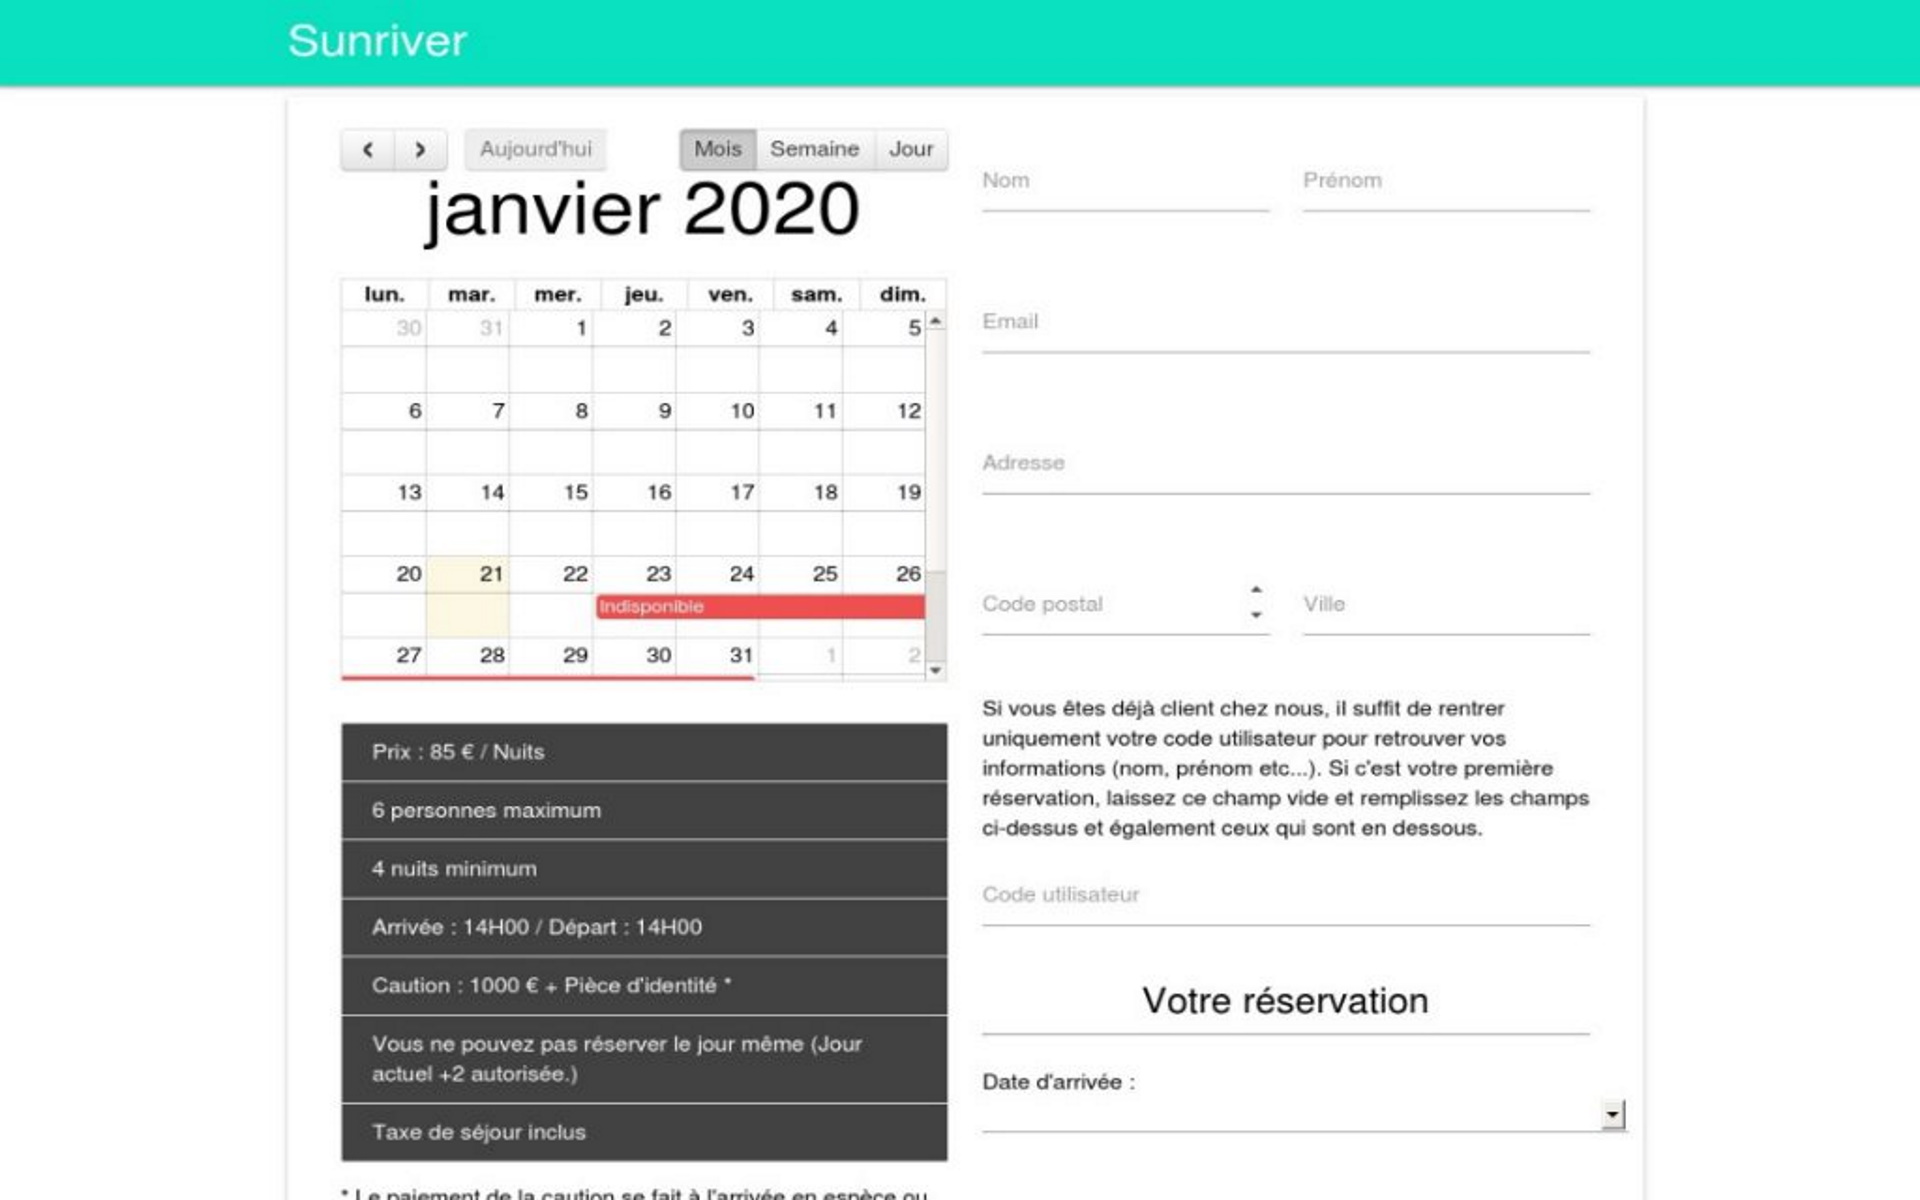 Sunriver
Aujourd'hui
Mois Semaine Jour
janvier 2020
lun. mar. mer. jeu. ven. sam. dim.
30 31 1 2 3 4 5
6 7 8 9 10 11 12
13 14 15 16 17 18 19
20 21 22 23 24 25 26
Indisponible
27 28 29 30 31 1 2
Prix : 85 € / Nuits
6 personnes maximum
4 nuits minimum
Arrivée : 14H00 / Départ : 14H00
Caution : 1000 € + Pièce d'identité *
Vous ne pouvez pas réserver le jour même (Jour
actuel +2 autorisée.)
Taxe de séjour inclus
* Le paiement de la caution se fait à l'arrivée en espèce ou
Nom Prénom
Email
Adresse
Code postal Ville
Si vous êtes déjà client chez nous, il suffit de rentrer
uniquement votre code utilisateur pour retrouver vos
informations (nom, prénom etc...). Si c'est votre première
réservation, laissez ce champ vide et remplissez les champs
ci-dessus et également ceux qui sont en dessous.
Code utilisateur
Votre réservation
Date d'arrivée :